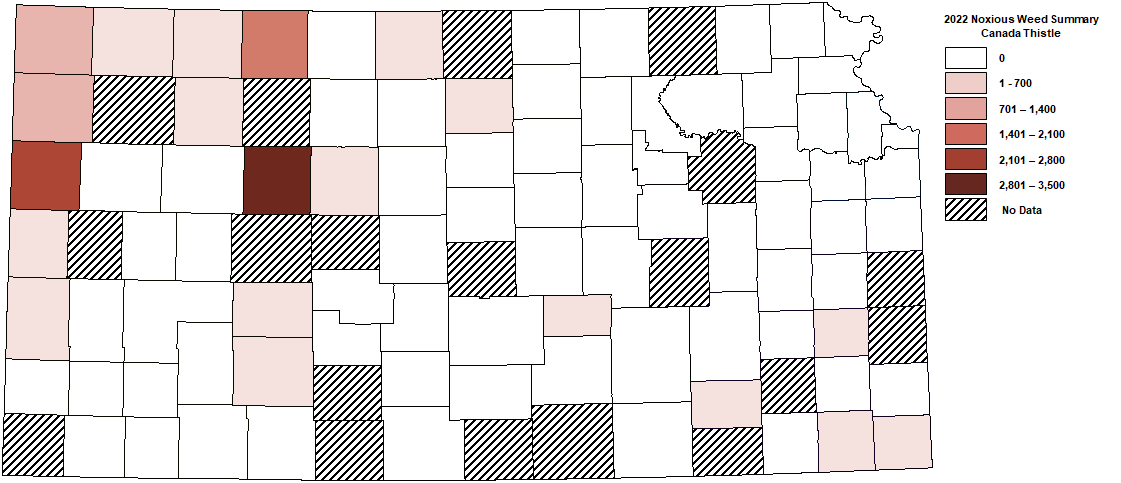 2022 Noxious Weed Summary
Canada Thistle
0
1 - 700
701 – 1,400
1,401 – 2,100
2,101 – 2,800
2,801 – 3,500
No Data